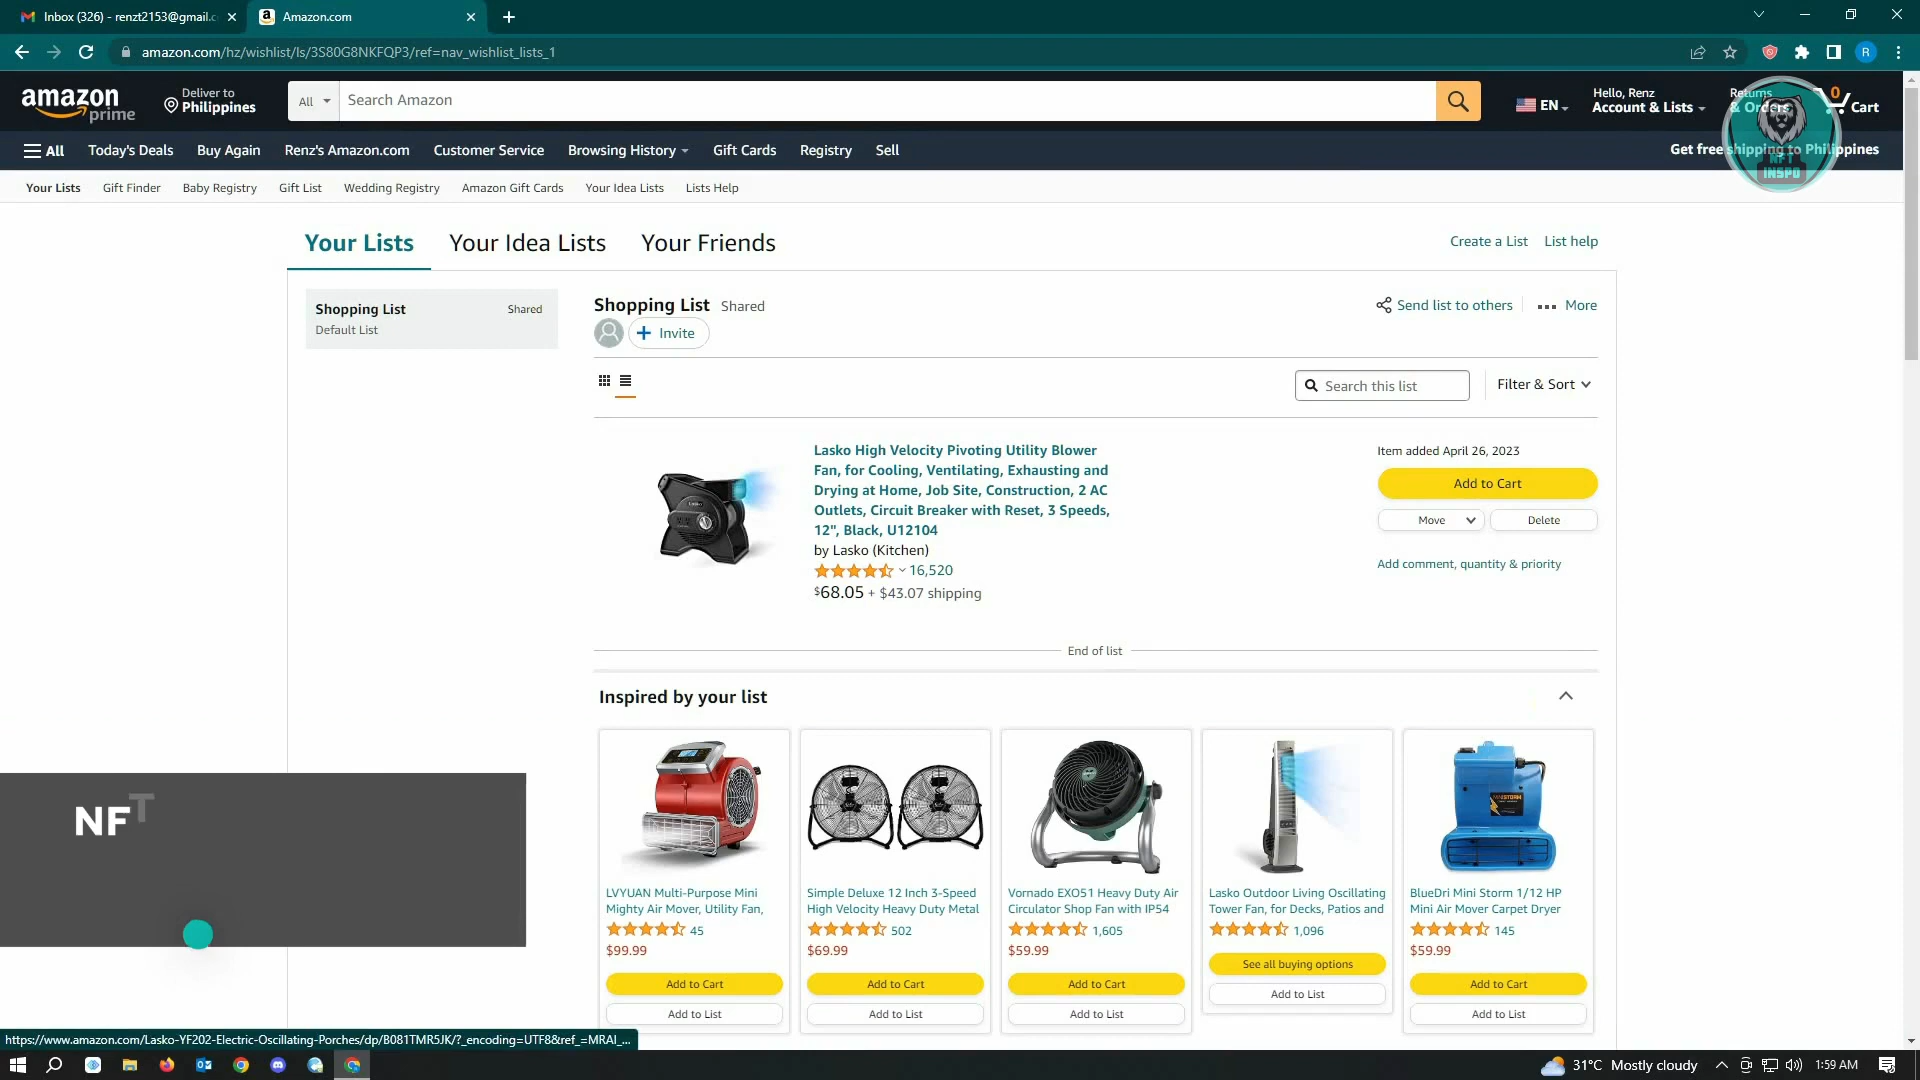 Inbox (326) - renzt2153@gmail.c
Amazon.com
amazon.com/hz/wishlist/ls/3S80G8NKFQP3/ref=nav_wishlist_lists_1
R
amazon
prime
Deliver to
Philippines
All
Search Amazon
EN
Hello, Renz
Account & Lists
Returns
& Orders
0
Cart
All
Today's Deals
Buy Again
Renz's Amazon.com
Customer Service
Browsing History
Gift Cards
Registry
Sell
Get free shipping to Philippines
NFT
INSPO
Your Lists
Gift Finder
Baby Registry
Gift List
Wedding Registry
Amazon Gift Cards
Your Idea Lists
Lists Help
Your Lists
Your Idea Lists
Your Friends
Create a List
List help
Shopping List
Shared
Default List
Shopping List
Shared
Send list to others
More
Invite
Search this list
Filter & Sort
Lasko High Velocity Pivoting Utility Blower
Fan, for Cooling, Ventilating, Exhausting and
Drying at Home, Job Site, Construction, 2 AC
Outlets, Circuit Breaker with Reset, 3 Speeds,
12", Black, U12104
by Lasko (Kitchen)
16,520
$68.05 + $43.07 shipping
Item added April 26, 2023
Add to Cart
Move
Delete
Add comment, quantity & priority
End of list
Inspired by your list
LVYUAN Multi-Purpose Mini
Mighty Air Mover, Utility Fan,
45
$99.99
Add to Cart
Add to List
Simple Deluxe 12 Inch 3-Speed
High Velocity Heavy Duty Metal
502
$69.99
Add to Cart
Add to List
Vornado EXO51 Heavy Duty Air
Circulator Shop Fan with IP54
1,605
$59.99
Add to Cart
Add to List
Lasko Outdoor Living Oscillating
Tower Fan, for Decks, Patios and
1,096
See all buying options
Add to List
BlueDri Mini Storm 1/12 HP
Mini Air Mover Carpet Dryer
145
$59.99
Add to Cart
Add to List
NFT
https://www.amazon.com/Lasko-YF202-Electric-Oscillating-Porches/dp/B081TMR5JK/?_encoding=UTF8&ref_=MRAI_...
31°C Mostly cloudy
1:59 AM